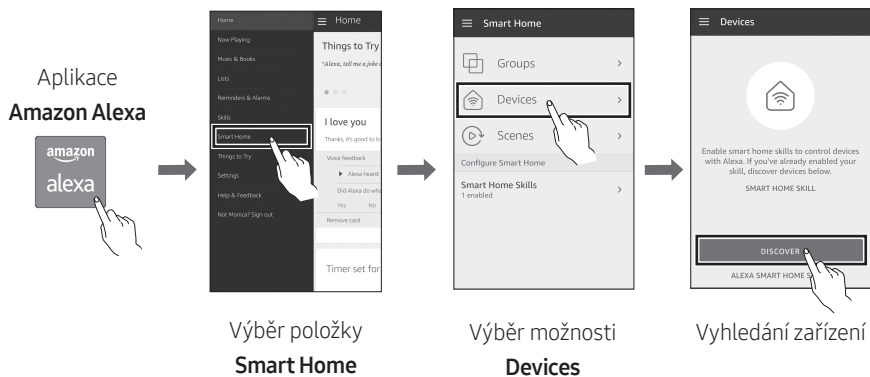 Aplikace
Amazon Alexa
amazon
alexa
Home
Now Playing
Music & Books
Lists
Reminders & Alarms
Skills
Smart Home
Things to Try
Settings
Help & Feedback
Not Monica? Sign out
Home
Things to Try
"Alexa, tell me a joke
I love you
Thanks, it's good to b
Voice feedback
Alexa heard
Did Alexa do wha
Yes No
Remove card
Timer set for
Výběr položky
Smart Home
Smart Home
Groups
Devices
Scenes
Configure Smart Home
Smart Home Skills
1 enabled
Výběr možnosti
Devices
Devices
Enable smart home skills to control devices
with Alexa. If you've already enabled your
skill, discover devices below.
SMART HOME SKILL
DISCOVER
ALEXA SMART HOME S
Vyhledání zařízení